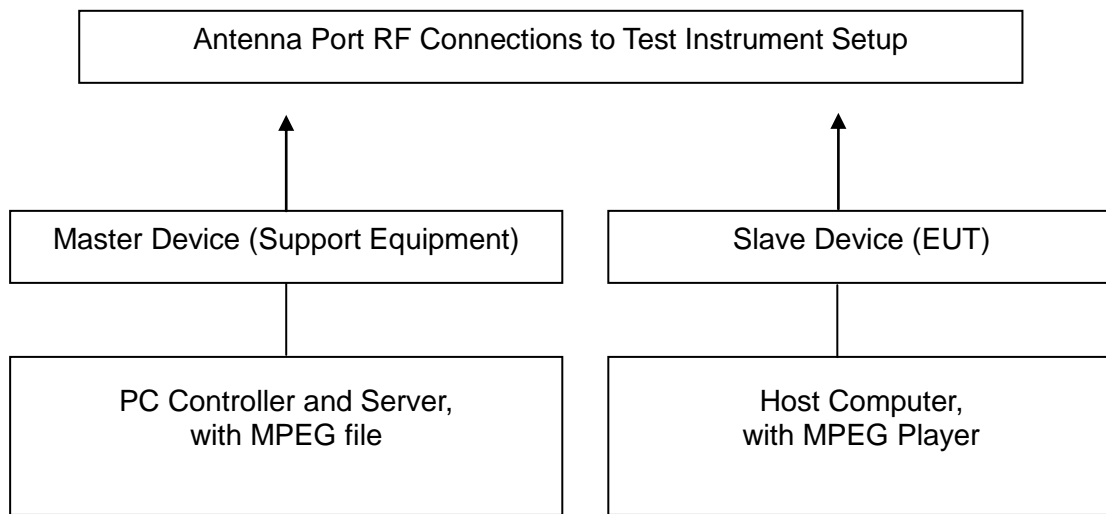 Antenna Port RF Connections to Test Instrument Setup
Master Device (Support Equipment)
Slave Device (EUT)
PC Controller and Server,
with MPEG file
Host Computer,
with MPEG Player